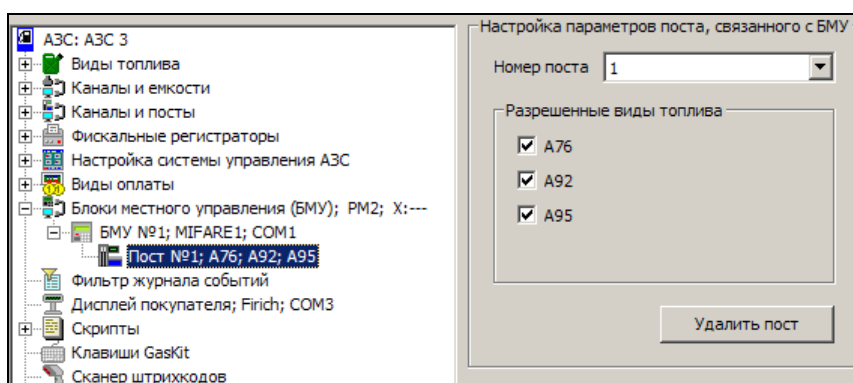 АЗС: АЗС 3
Виды топлива
Каналы и емкости
Каналы и посты
Фискальные регистраторы
Настройка системы управления АЗС
Виды оплаты
Блоки местного управления (БМУ); PM2; X:---
БМУ №1; MIFARE1; COM1
Пост №1; А76; А92; А95
Фильтр журнала событий
Дисплей покупателя; Firich; COM3
Скрипты
Клавиши GasKit
Сканер штрихкодов
Настройка параметров поста, связанного с БМУ
Номер поста 1
Разрешенные виды топлива
А76
А92
А95
Удалить пост